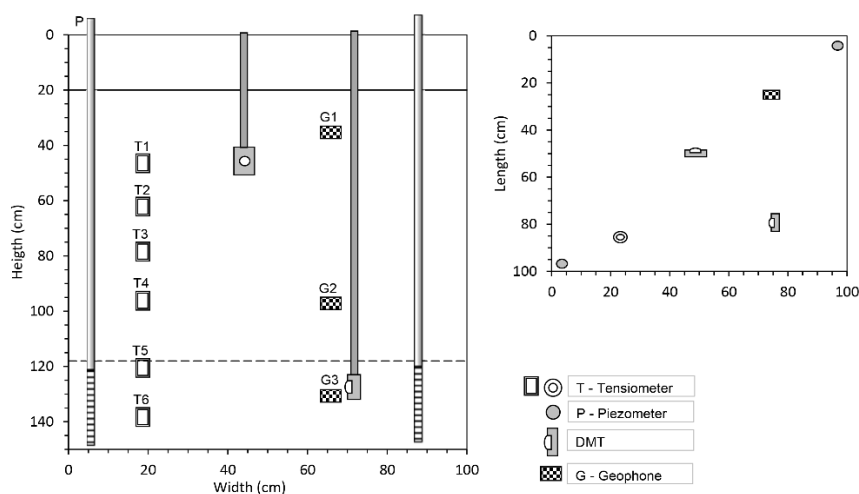 P
0
20
40
60
80
100
120
140
Heigth (cm)
T1
T2
T3
T4
T5
T6
G1
G2
G3
0 20 40 60 80 100
Width (cm)
0
20
40
60
80
100
Length (cm)
0 20 40 60 80 100
T - Tensiometer
P - Piezometer
DMT
G - Geophone